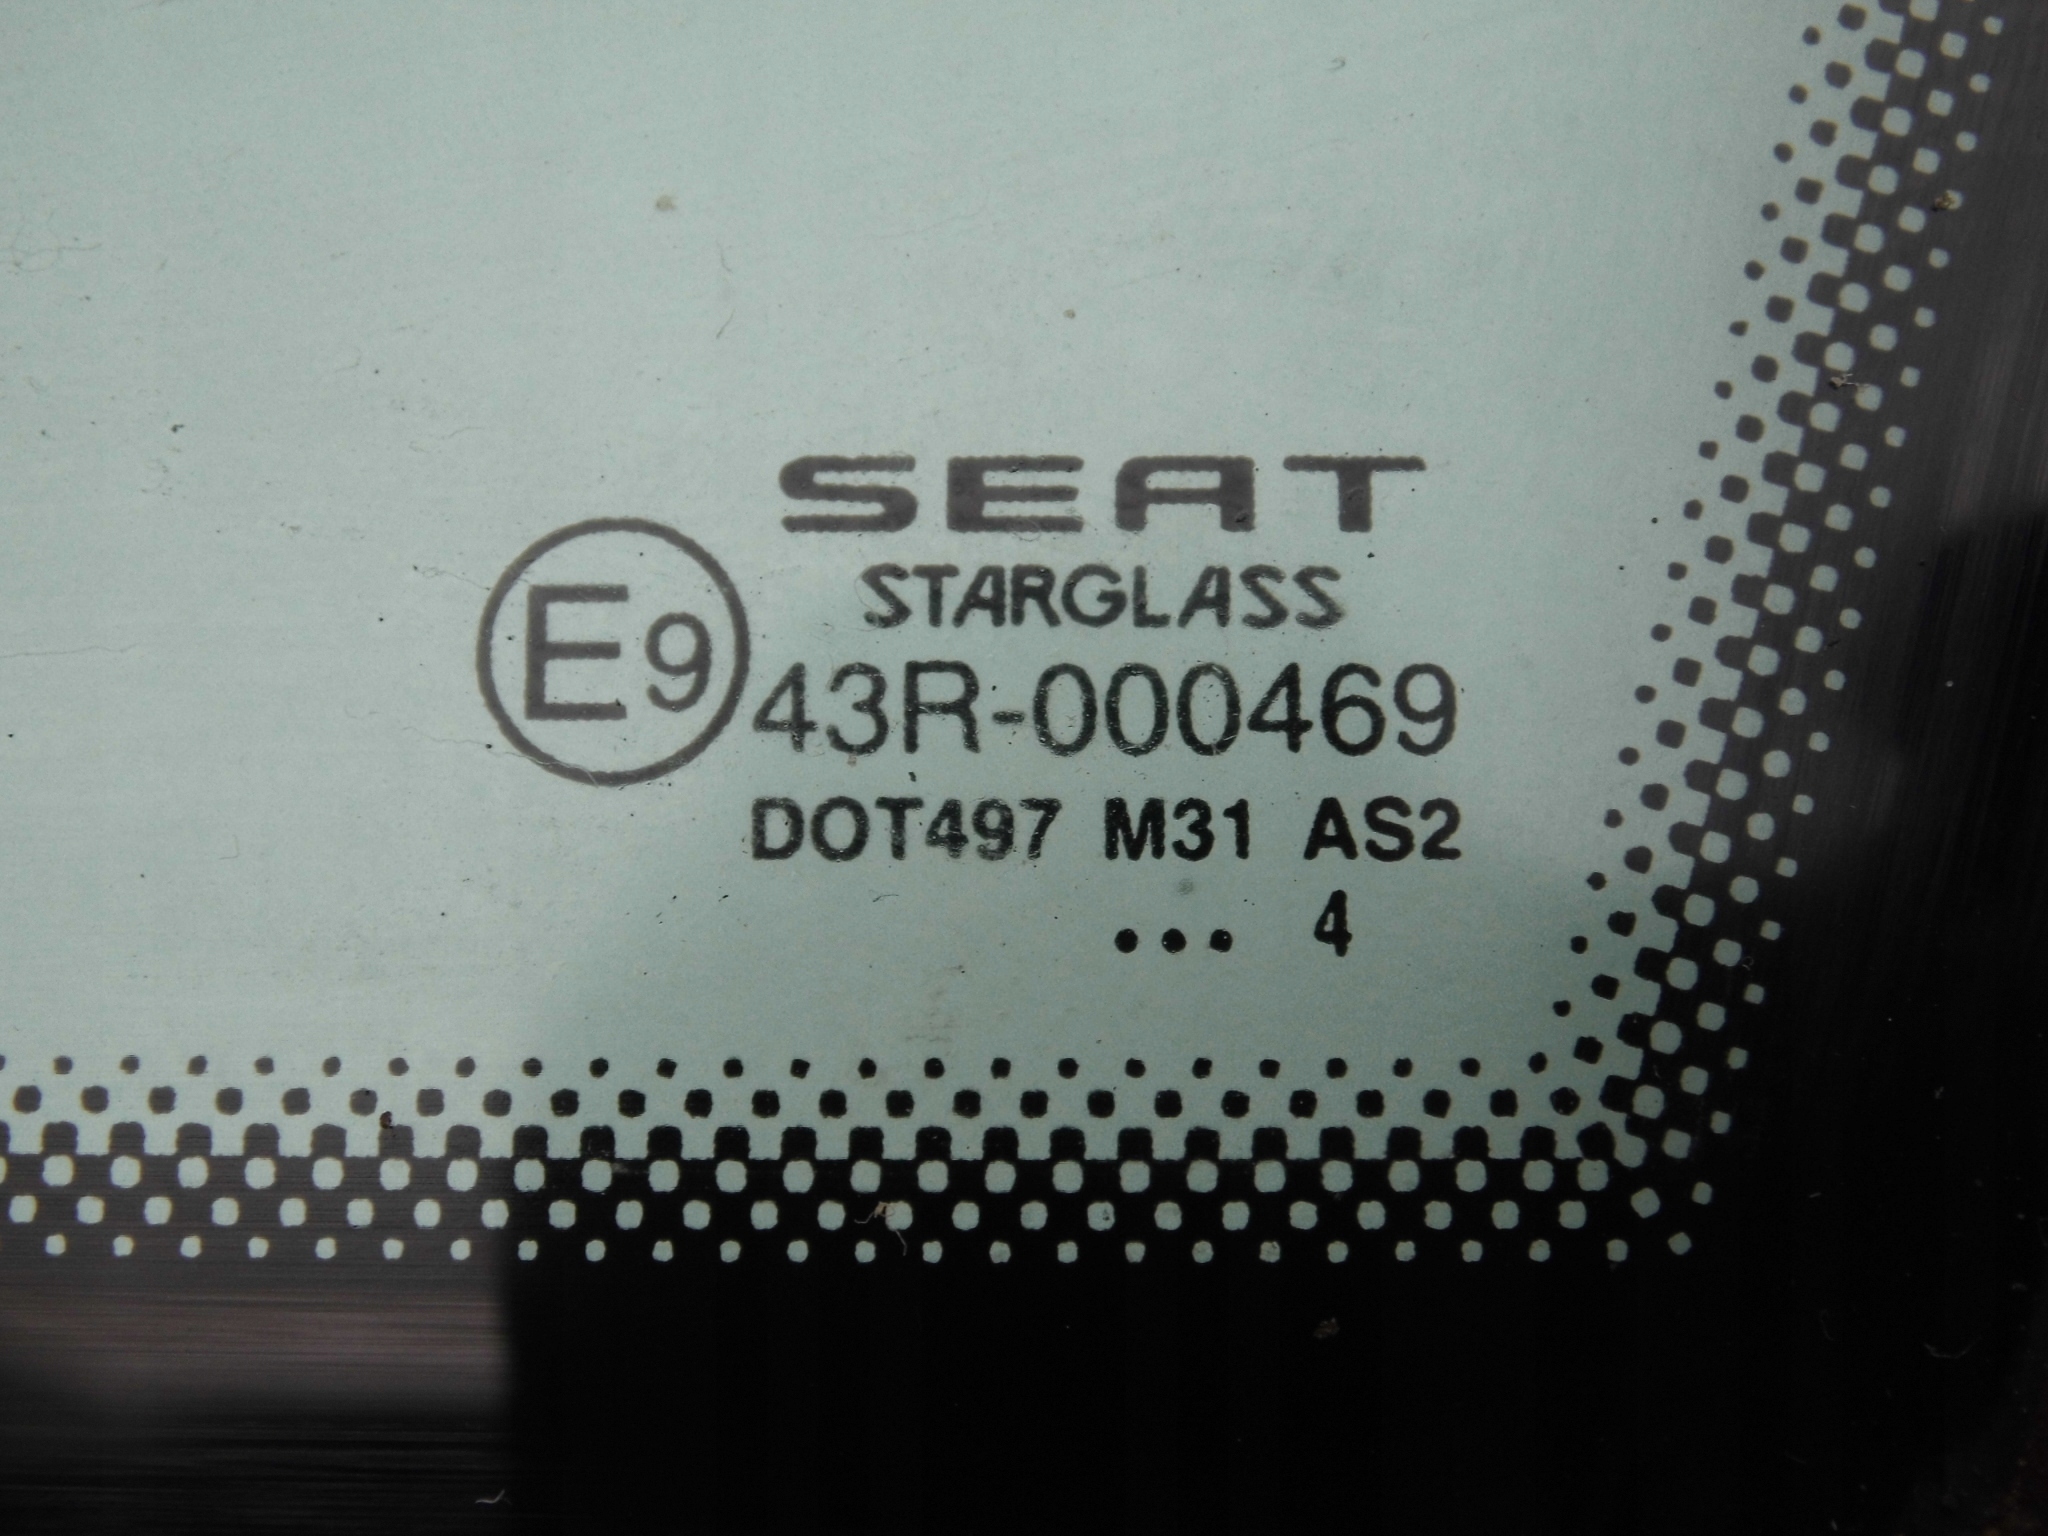 SEAT
STARGLASS
E9 43R-000469
DOT497 M31 AS2
... 4